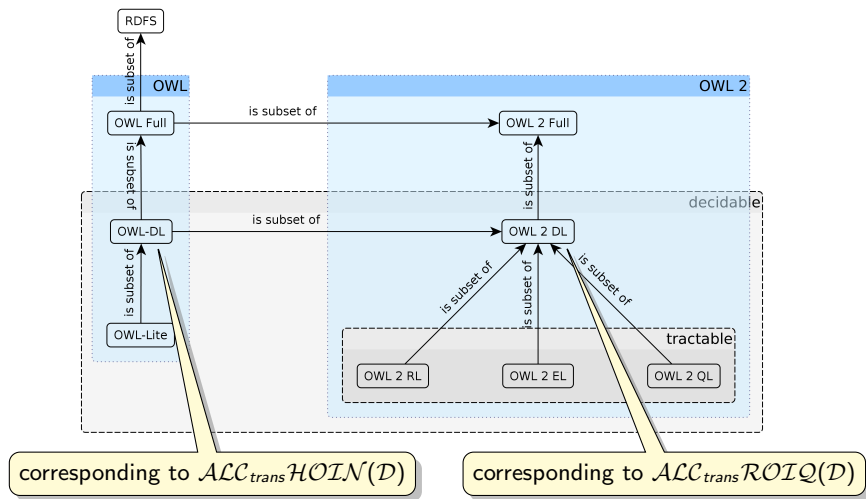 RDFS
is subset of
OWL
OWL 2
OWL Full
is subset of
OWL 2 Full
is subset of
is subset of
decidable
OWL-DL
is subset of
OWL 2 DL
is subset of
is subset of
is subset of
is subset of
OWL-Lite
tractable
OWL 2 RL
OWL 2 EL
OWL 2 QL
corresponding to 𝒜ℒ𝒞trans ℋ𝒪ℐ𝒩(𝒟)
corresponding to 𝒜ℒ𝒞trans ℛ𝒪ℐ𝒬(𝒟)